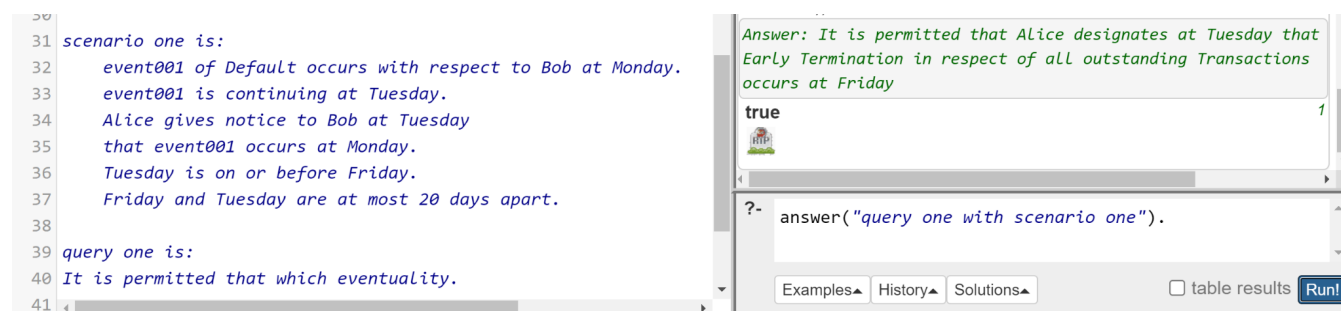 30
31 scenario one is:
32 event001 of Default occurs with respect to Bob at Monday.
33 event001 is continuing at Tuesday.
34 Alice gives notice to Bob at Tuesday
35 that event001 occurs at Monday.
36 Tuesday is on or before Friday.
37 Friday and Tuesday are at most 20 days apart.
38
39 query one is:
40 It is permitted that which eventuality.
41
Answer: It is permitted that Alice designates at Tuesday that
Early Termination in respect of all outstanding Transactions
occurs at Friday
true 1
RIP
?- answer("query one with scenario one").
Examples History Solutions table results Run!